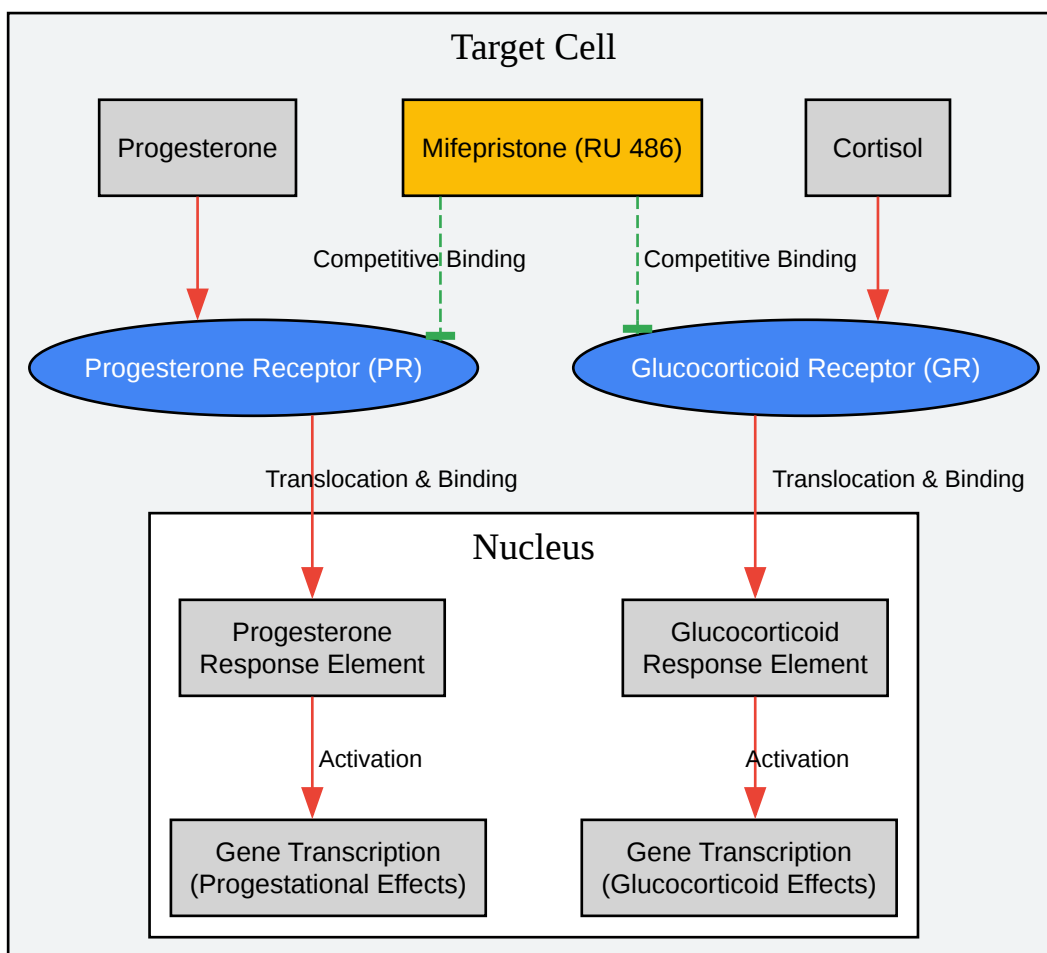 Target Cell
Progesterone
Mifepristone (RU 486)
Cortisol
Competitive Binding
Competitive Binding
Progesterone Receptor (PR)
Glucocorticoid Receptor (GR)
Translocation & Binding
Translocation & Binding
Nucleus
Progesterone
Response Element
Glucocorticoid
Response Element
Activation
Activation
Gene Transcription
(Progestational Effects)
Gene Transcription
(Glucocorticoid Effects)